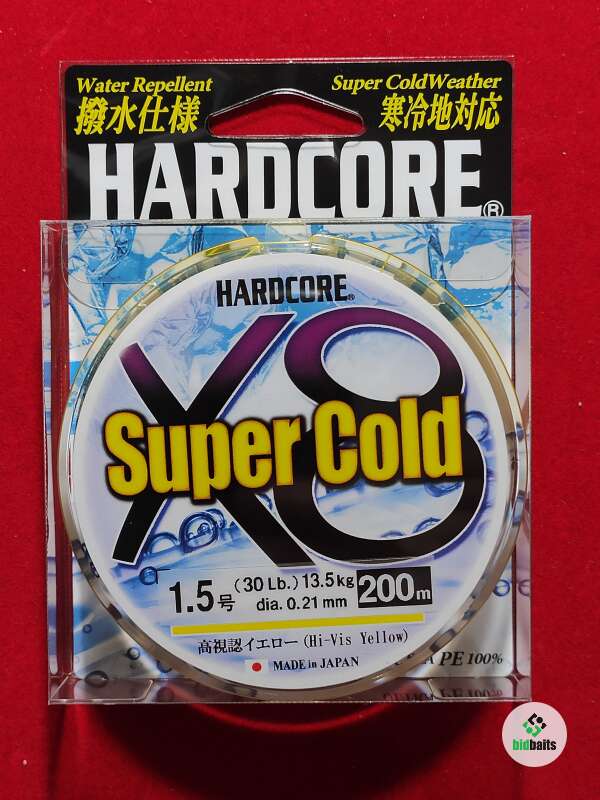 Water Repellent
撥水仕様
Super ColdWeather
寒冷地対応
HARDCORE®
HARDCORE®
X8
Super Cold
1.5号 (30 Lb.) 13.5kg
dia. 0.21mm 200m
高視認イエロー(Hi-Vis Yellow)
MADE in JAPAN
PE 100%
bidbaits